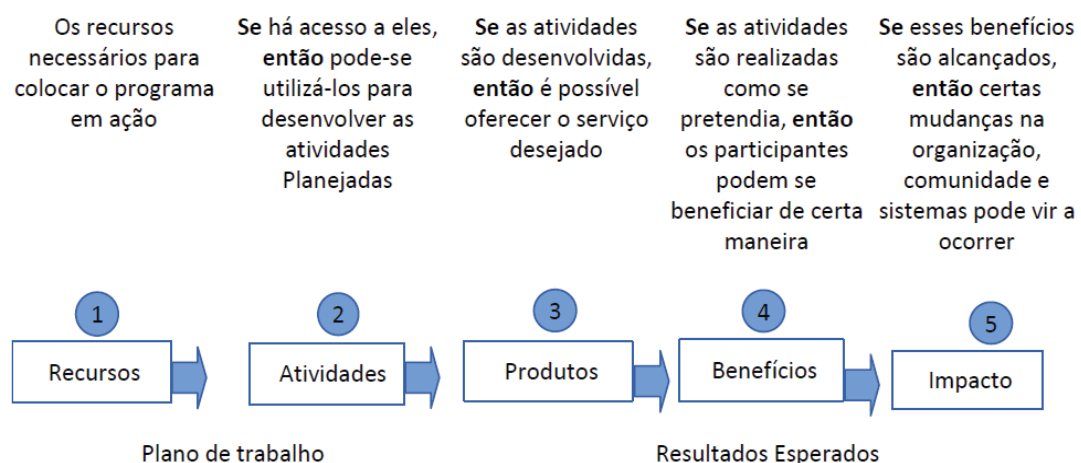 Os recursos
necessários para
colocar o programa
em ação
Se há acesso a eles,
então pode-se
utilizá-los para
desenvolver as
atividades
Planejadas
Se as atividades
são desenvolvidas,
então é possível
oferecer o serviço
desejado
Se as atividades
são realizadas
como se
pretendia, então
os participantes
podem se
beneficiar de certa
maneira
Se esses benefícios
são alcançados,
então certas
mudanças na
organização,
comunidade e
sistemas pode vir a
ocorrer
1
2
3
4
5
Recursos
Atividades
Produtos
Benefícios
Impacto
Plano de trabalho
Resultados Esperados